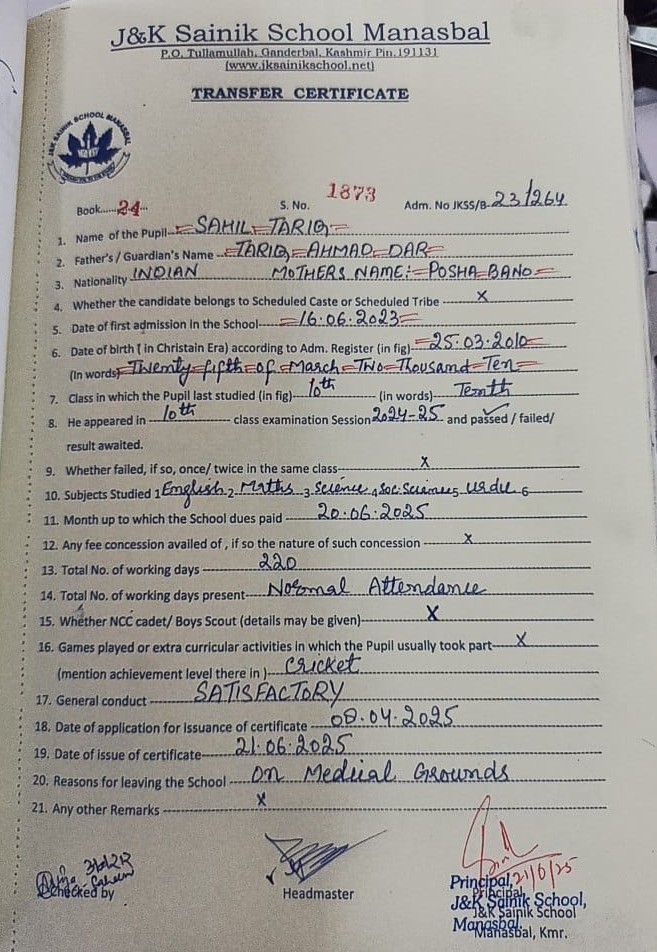 J&K Sainik School Manasbal
P.O. Tullamullah, Ganderbal, Kashmir Pin.191131
(www.jksainikschool.net)
TRANSFER CERTIFICATE
J&K SAINIK SCHOOL MANASBAL
Book......24... S. No. 1873 Adm. No JKSS/B-23/264
1. Name of the Pupil SAHIL TARIQ
2. Father's / Guardian's Name TARIQ AHMAD DAR
3. Nationality INDIAN MOTHERS NAME: POSHA BANO
4. Whether the candidate belongs to Scheduled Caste or Scheduled Tribe X
5. Date of first admission in the School 16.06.2023
6. Date of birth ( in Christain Era) according to Adm. Register (in fig) 25.03.2010
(In words) Twenty fifth of March Two Thousand Ten
7. Class in which the Pupil last studied (in fig) 10th (in words) Tenth
8. He appeared in 10th class examination Session 2024-25 and passed / failed/
result awaited.
9. Whether failed, if so, once/ twice in the same class X
10. Subjects Studied 1 English 2 Maths 3 Science 4 Soc. Science 5 Urdu 6
11. Month up to which the School dues paid 20.06.2025
12. Any fee concession availed of , if so the nature of such concession X
13. Total No. of working days 220
14. Total No. of working days present Normal Attendance
15. Whether NCC cadet/ Boys Scout (details may be given) X
16. Games played or extra curricular activities in which the Pupil usually took part X
(mention achievement level there in ) Cricket
17. General conduct SATISFACTORY
18. Date of application for issuance of certificate 08.04.2025
19. Date of issue of certificate 21.06.2025
20. Reasons for leaving the School On Medical Grounds
21. Any other Remarks X
Checked by
Headmaster
Principal, 21/6/25
Principal
J&K Sainik School,
J&K Sainik School
Manasbal.
Manasbal, Kmr.